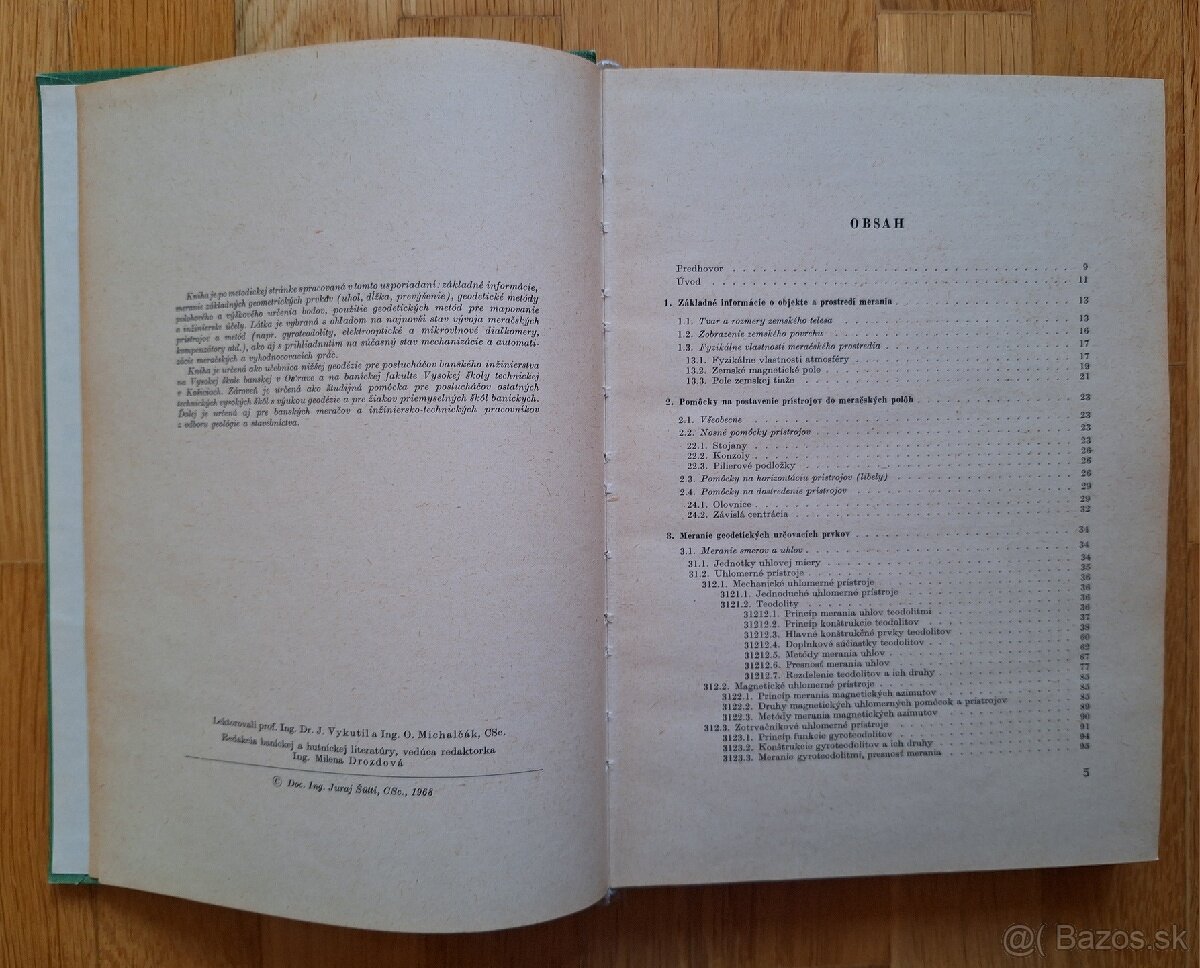 Kniha je po metodickej stránke spracovaná v tomto usporiadaní: základné informácie,
meranie základných geometrických prvkov (uhol, dĺžka, prevýšenie), geodetické metódy
polohového a výškového určenia bodov, použitie geodetických metód pre mapovanie
a inžinierske účely. Látka je vybraná s ohľadom na najnovší stav vývoja meračských
prístrojov a metód (napr. gyroteodolity, elektrooptické a mikrovlnové diaľkomery,
kompenzátory atď.), ako aj s prihliadnutím na súčasný stav mechanizácie a automati-
zácie meračských a vyhodnocovacích prác.
Kniha je určená ako učebnica nižšej geodézie pre poslucháčov banského inžinierstva
na Vysokej škole banskej v Ostrave a na baníckej fakulte Vysokej školy technickej
v Košiciach. Zároveň je určená ako študijná pomôcka pre poslucháčov ostatných
technických vysokých škôl s výukou geodézie a pre žiakov priemyselných škôl baníckych.
Ďalej je určená aj pre banských meračov a inžiniersko-technických pracovníkov
z odboru geológie a stavebníctva.
Lektorovali prof. Ing. Dr. J. Vykutil a Ing. O. Michalčák, CSc.
Redakcia baníckej a hutníckej literatúry, vedúca redaktorka
Ing. Milena Drozdová
© Doc. Ing. Juraj Šütti, CSc., 1968
OBSAH
Predhovor 9
Úvod 11
1. Základné informácie o objekte a prostredí merania 13
1.1. Tvar a rozmery zemského telesa 13
1.2. Zobrazenie zemského povrchu 16
1.3. Fyzikálne vlastnosti meračského prostredia 17
13.1. Fyzikálne vlastnosti atmosféry 17
13.2. Zemské magnetické pole 19
13.3. Pole zemskej tiaže 21
2. Pomôcky na postavenie prístrojov do meračských polôh 23
2.1. Všeobecne 23
2.2. Nosné pomôcky prístrojov 23
22.1. Stojany 23
22.2. Konzoly 26
22.3. Pilierové podložky 26
2.3. Pomôcky na horizontáciu prístrojov (libely) 26
2.4. Pomôcky na dostredenie prístrojov 29
24.1. Olovnice 29
24.2. Závislá centrácia 32
3. Meranie geodetických určovacích prvkov 34
3.1. Meranie smerov a uhlov 34
31.1. Jednotky uhlovej miery 34
31.2. Uhlomerné prístroje 35
312.1. Mechanické uhlomerné prístroje 36
3121.1. Jednoduché uhlomerné prístroje 36
3121.2. Teodolity 36
31212.1. Princíp merania uhlov teodolitmi 36
31212.2. Princíp konštrukcie teodolitov 37
31212.3. Hlavné konštrukčné prvky teodolitov 38
31212.4. Doplnkové súčiastky teodolitov 60
31212.5. Metódy merania uhlov 62
31212.6. Presnosť merania uhlov 67
31212.7. Rozdelenie teodolitov a ich druhy 77
312.2. Magnetické uhlomerné prístroje 85
3122.1. Princíp merania magnetických azimutov 85
3122.2. Druhy magnetických uhlomerných pomôcok a prístrojov 85
3122.3. Metódy merania magnetických azimutov 89
312.3. Zotrvačníkové uhlomerné prístroje 90
3123.1. Princíp funkcie gyroteodolitov 91
3123.2. Konštrukcie gyroteodolitov a ich druhy 94
3123.3. Meranie gyroteodolitmi, presnosť merania 95
5
@( Bazos.sk